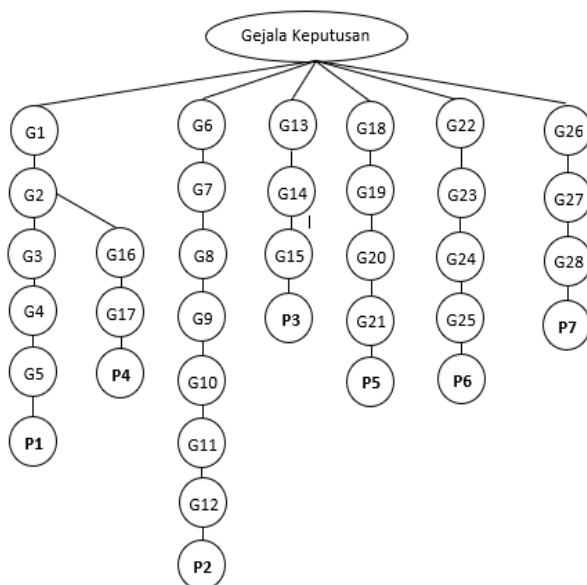 Gejala Keputusan
G1 G6 G13 G18 G22 G26
G2 G7 G14 G19 G23 G27
G3 G16 G8 G15 G20 G24 G28
G4 G17 G9 P3 G21 G25 P7
G5 P4 G10 P5 P6
P1 G11
G12
P2